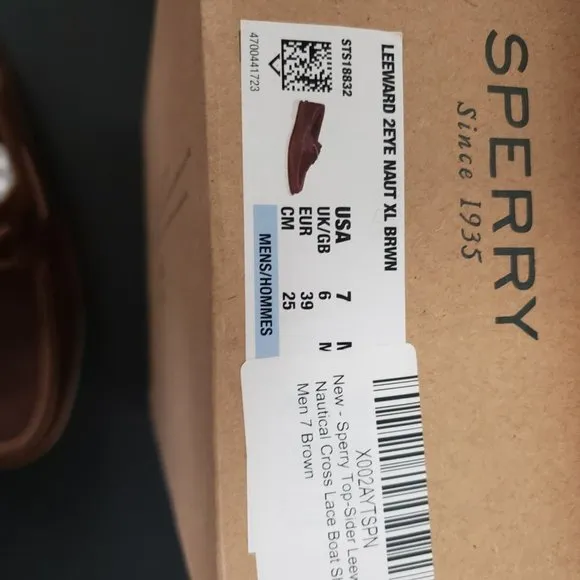 SPERRY
Since 1935
LEEWARD 2EYE NAUT XL BRWN
STS18832
4700441723
USA 7
UK/GB 6
EUR 39
CM 25
MENS/HOMMES
X002AYTSPN
New - Sperry Top-Sider
Nautical Cross Lace Boat
Men 7 Brown